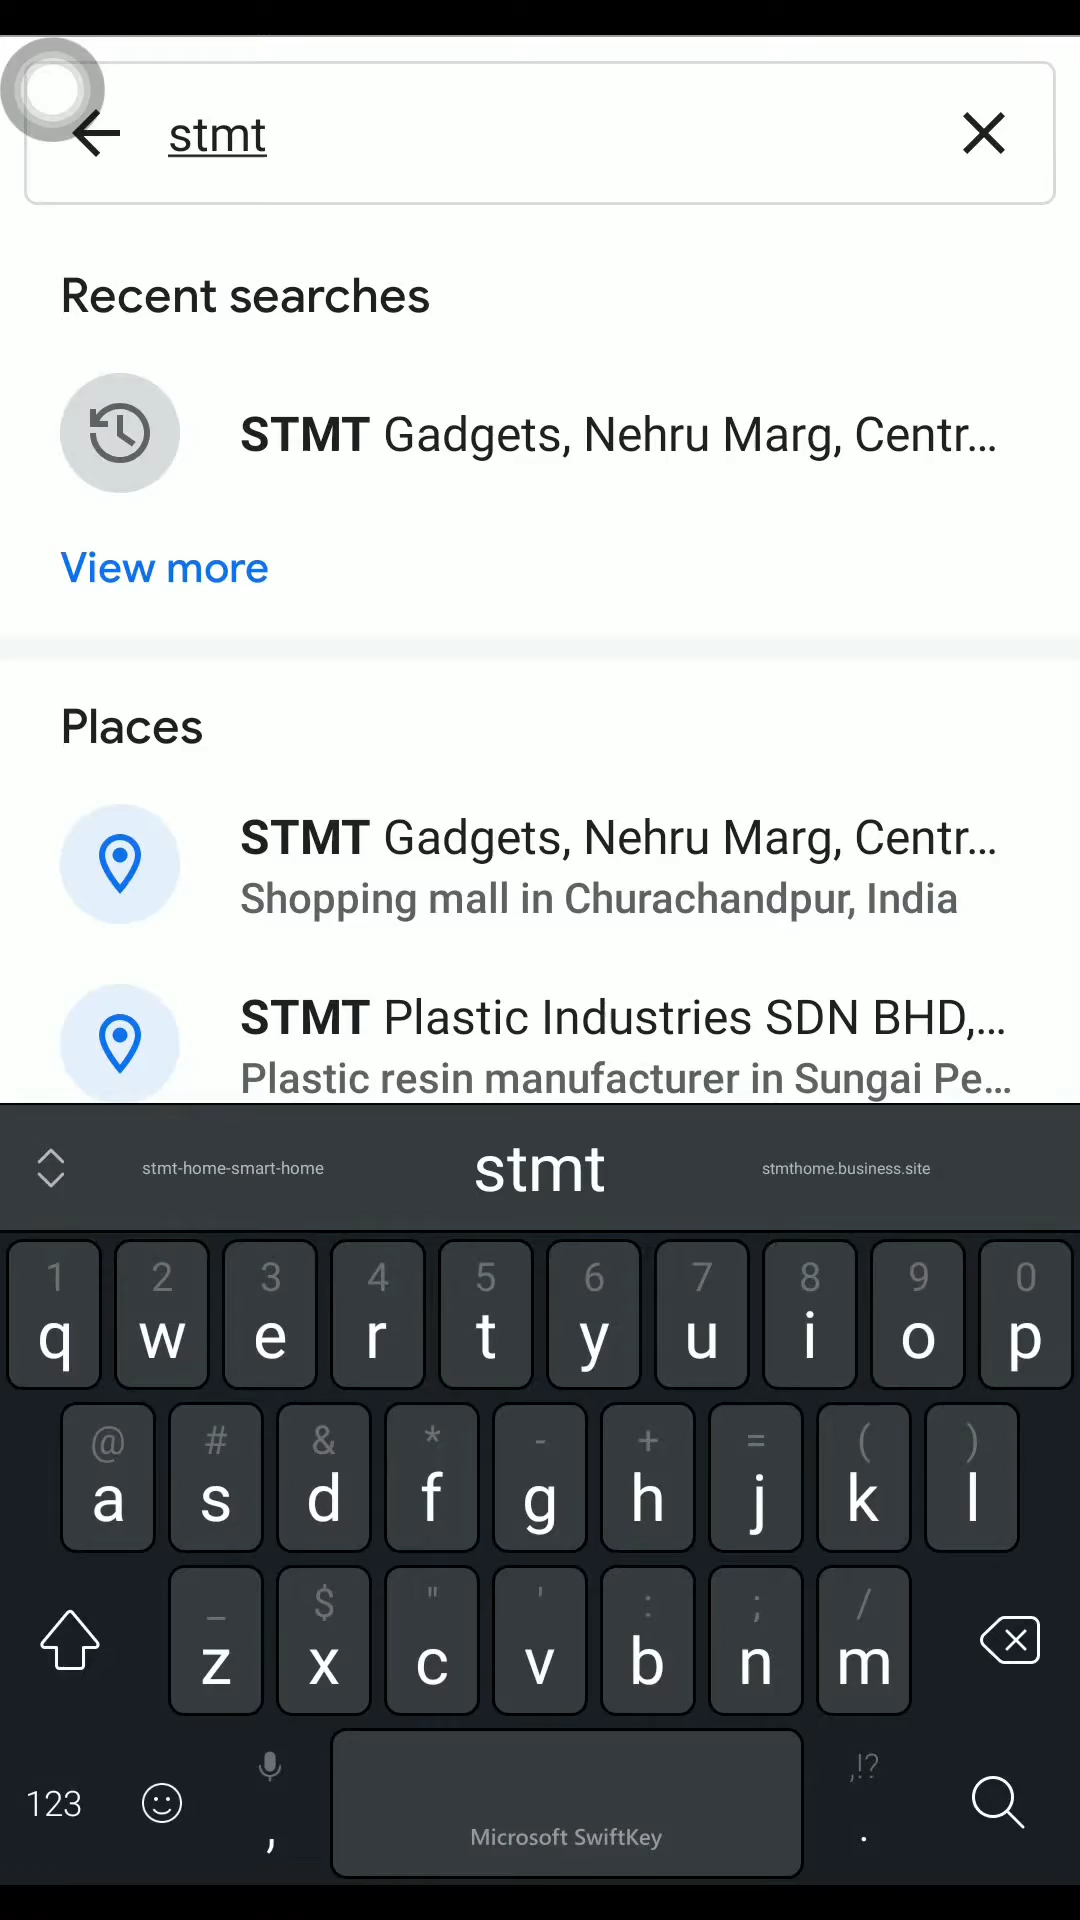 stmt
Recent searches
STMT Gadgets, Nehru Marg, Centr...
View more
Places
STMT Gadgets, Nehru Marg, Centr...
Shopping mall in Churachandpur, India
STMT Plastic Industries SDN BHD,...
Plastic resin manufacturer in Sungai Pe...
stmt-home-smart-home stmt stmthome.business.site
1 2 3 4 5 6 7 8 9 0
q w e r t y u i o p
@ # & * - + = ( )
a s d f g h j k l
_ $ " ' : ; /
z x c v b n m
,!?
123 , Microsoft SwiftKey .